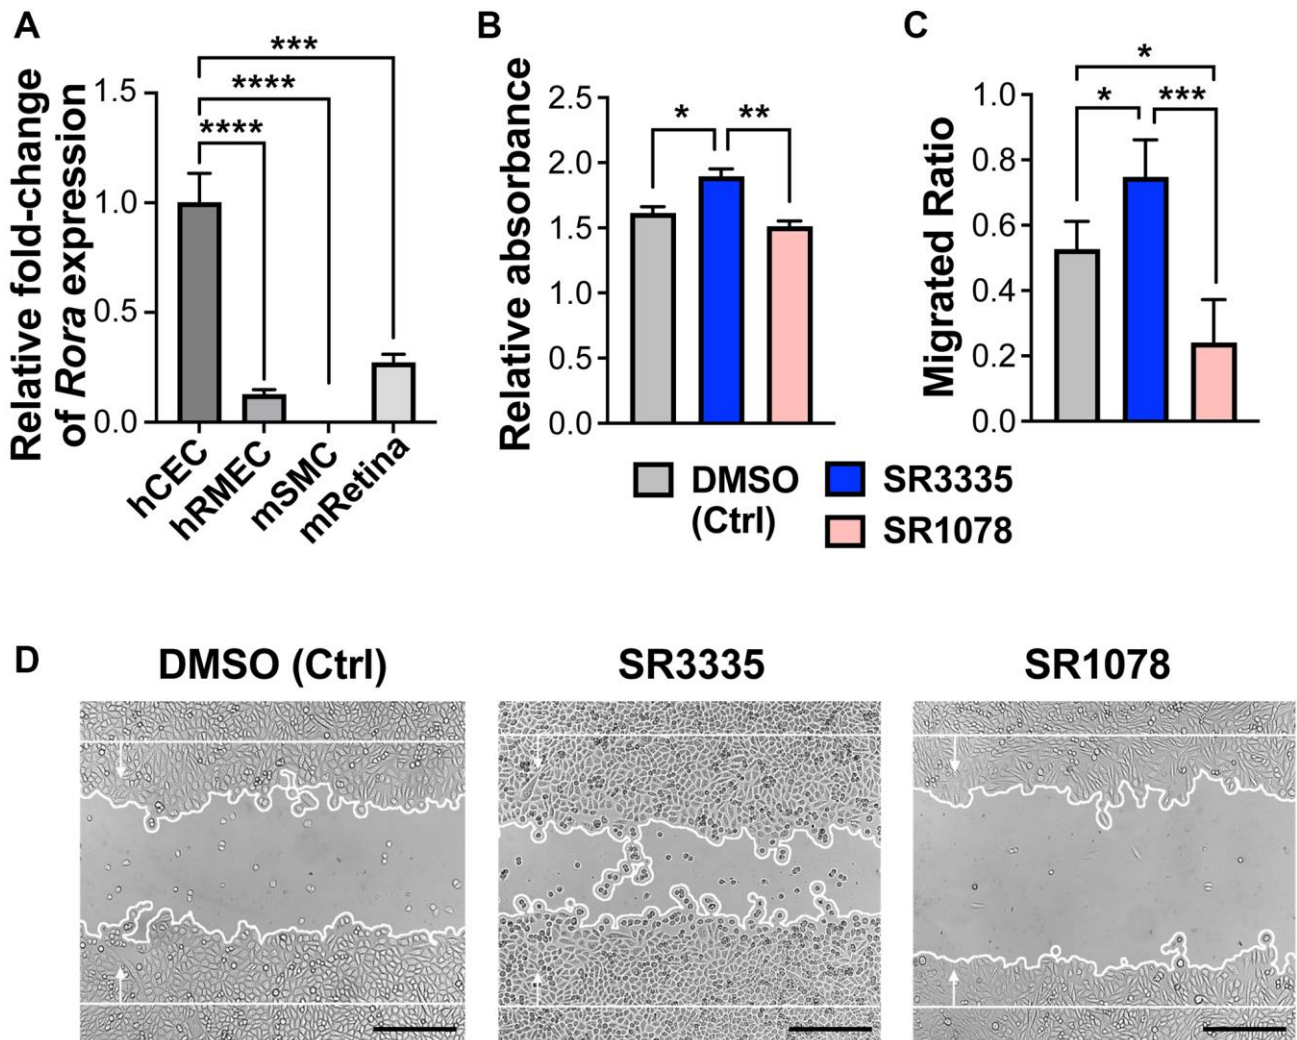 A
Relative fold-change
of Rora expression
1.5
1.0
0.5
0.0
***
****
****
hCEC
hRMEC
mSMC
mRetina
B
Relative absorbance
2.5
2.0
1.5
1.0
0.5
0.0
*
**
C
Migrated Ratio
1.0
0.8
0.6
0.4
0.2
0.0
*
*
***
DMSO
(Ctrl)
SR3335
SR1078
D
DMSO (Ctrl)
SR3335
SR1078